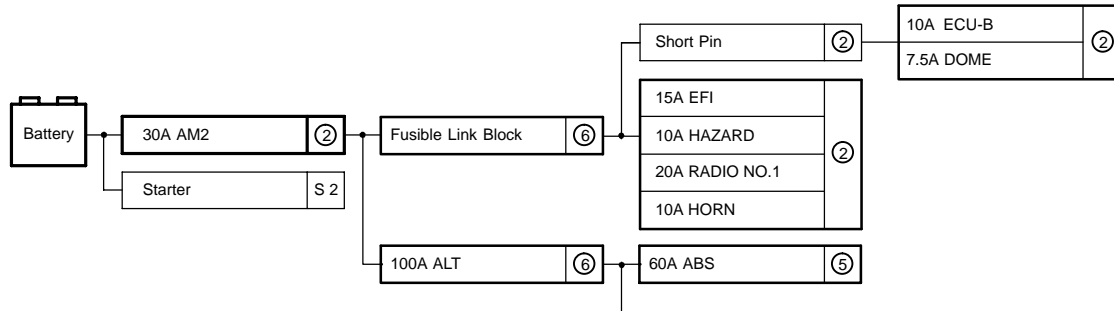 Short Pin ②
10A ECU-B
7.5A DOME
②
Battery
30A AM2 ②
Fusible Link Block ⑥
15A EFI
10A HAZARD
20A RADIO NO.1
10A HORN
②
Starter S 2
100A ALT ⑥
60A ABS ⑤